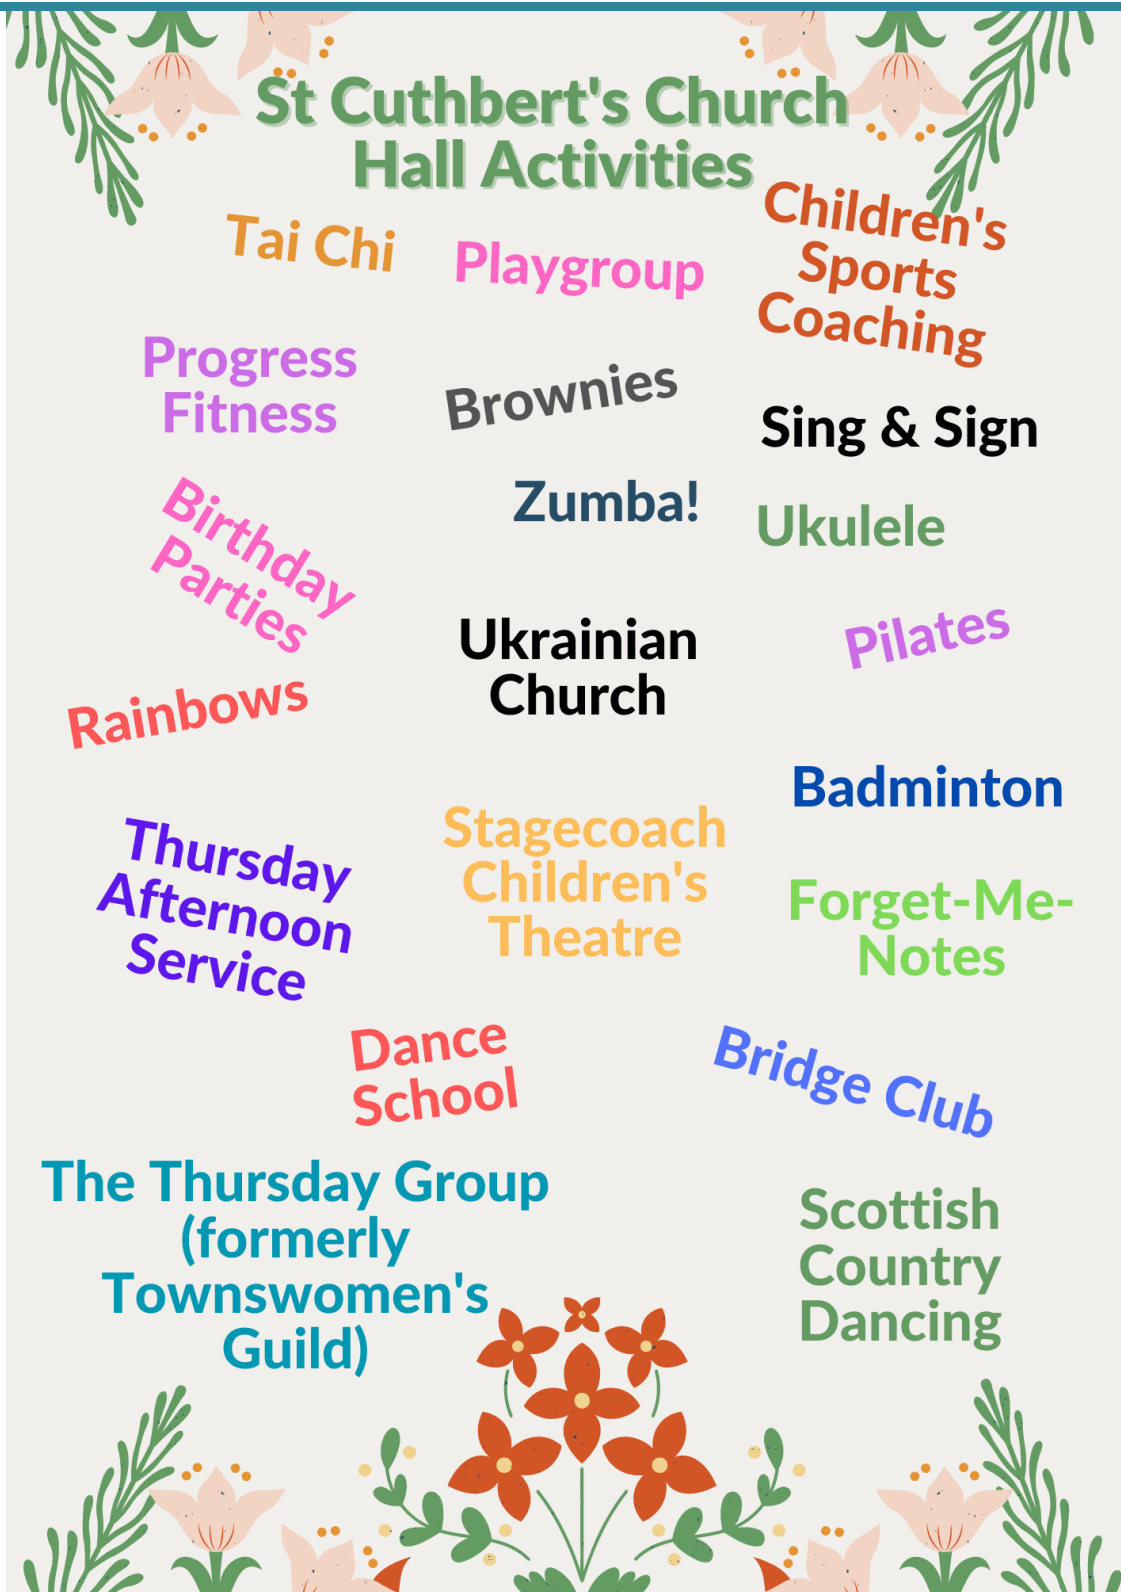 St Cuthbert's Church
Hall Activities
Tai Chi
Playgroup
Children's
Sports
Coaching
Progress
Fitness
Brownies
Sing & Sign
Birthday
Parties
Zumba!
Ukulele
Ukrainian
Church
Pilates
Rainbows
Badminton
Thursday
Afternoon
Service
Stagecoach
Children's
Theatre
Forget-Me-
Notes
Dance
School
Bridge Club
The Thursday Group
(formerly
Townswomen's
Guild)
Scottish
Country
Dancing